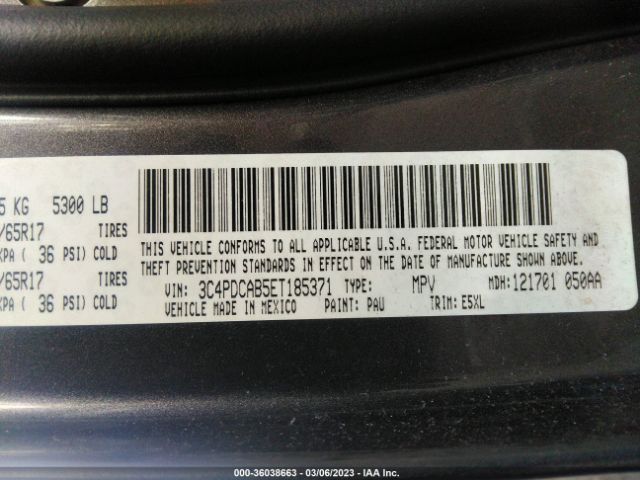 5 KG 5300 LB
/65R17 TIRES
KPA ( 36 PSI) COLD
/65R17 TIRES
KPA ( 36 PSI) COLD
THIS VEHICLE CONFORMS TO ALL APPLICABLE U.S.A. FEDERAL MOTOR VEHICLE SAFETY AND
THEFT PREVENTION STANDARDS IN EFFECT ON THE DATE OF MANUFACTURE SHOWN ABOVE.
VIN: 3C4PDCAB5ET185371 TYPE: MPV MDH: 121701 050AA
VEHICLE MADE IN MEXICO PAINT: PAU TRIM: E5XL
000-36038663 — 03/06/2023 — IAA Inc.